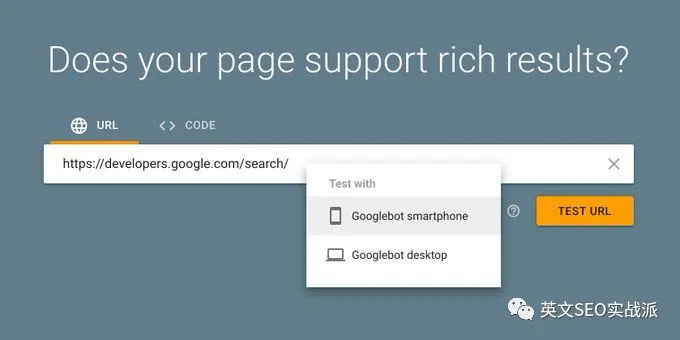 Does your page support rich results?
URL
CODE
https://developers.google.com/search/
Test with
Googlebot smartphone
Googlebot desktop
TEST URL
英文SEO实战派